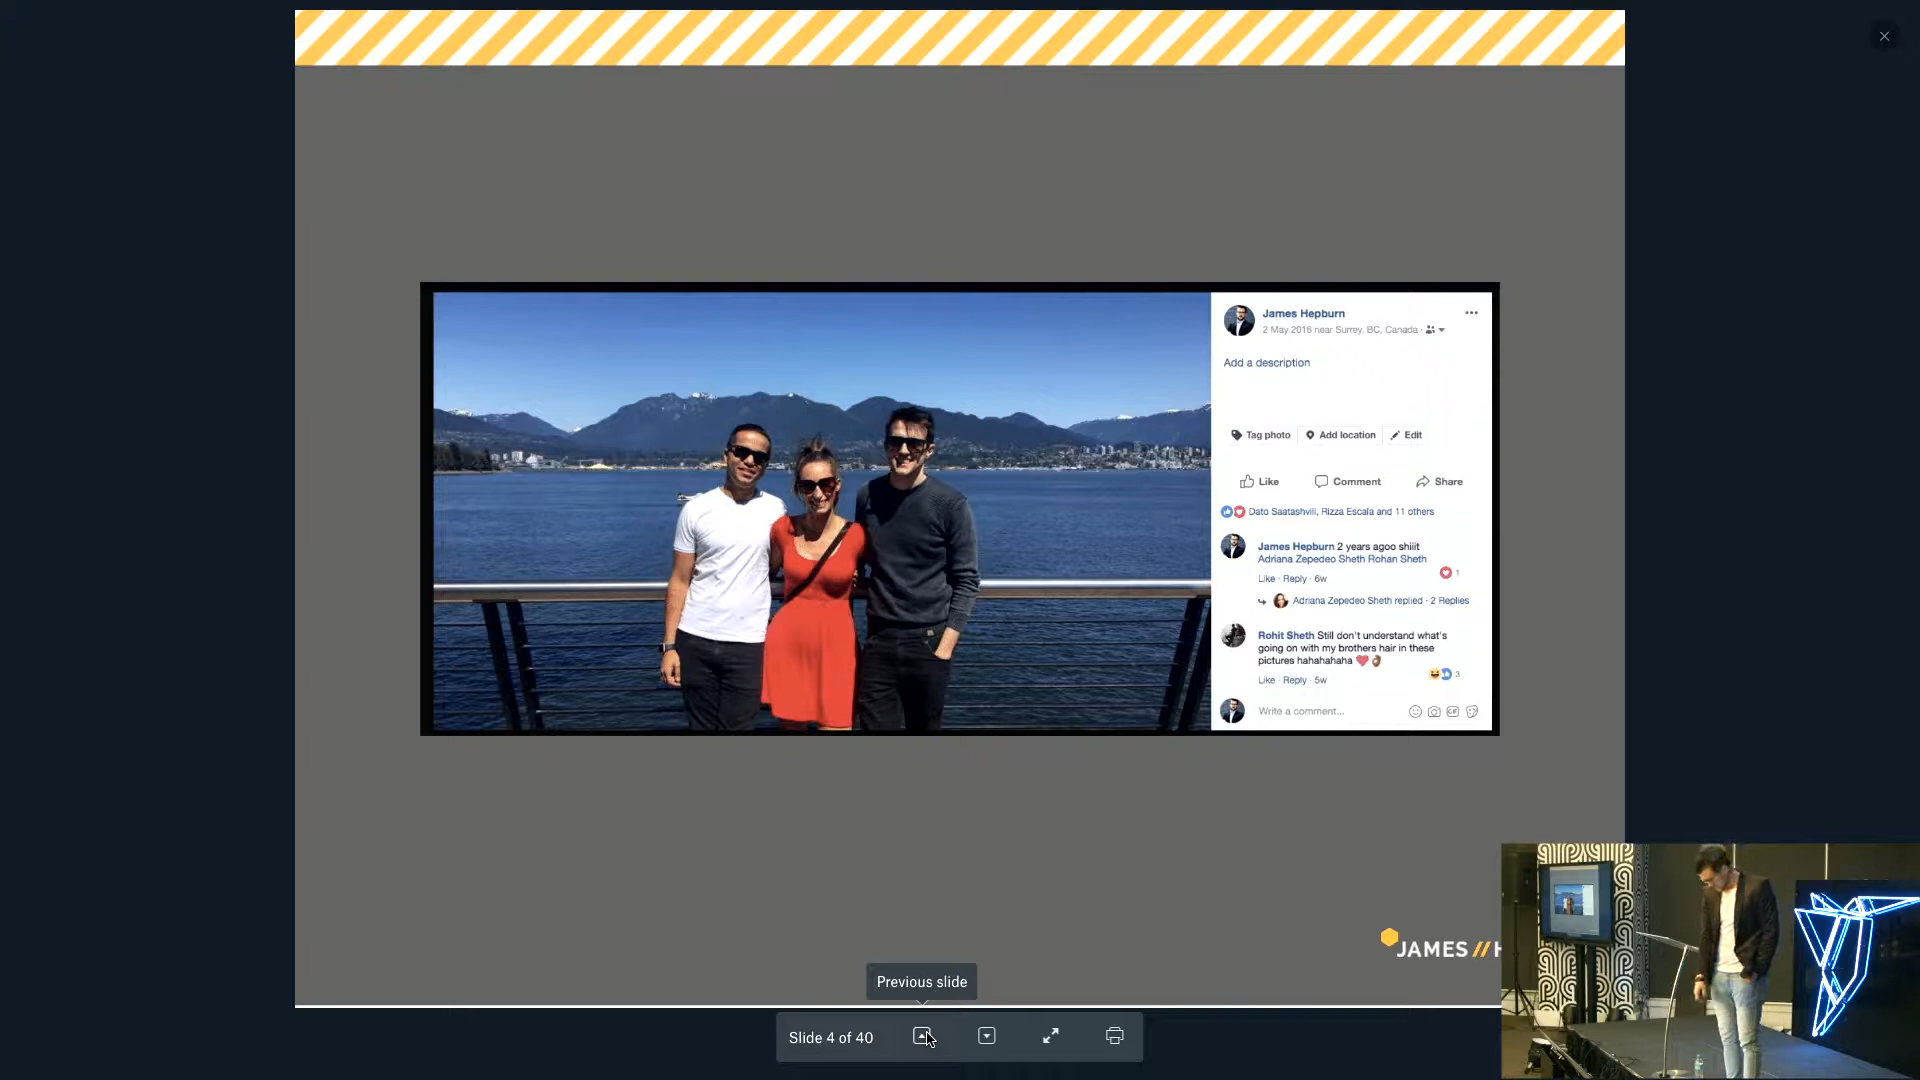 James Hepburn
2 May 2016 near Surrey, BC, Canada ·
Add a description
Tag photo
Add location
Edit
Like
Comment
Share
Dato Saatashvili, Rizza Escala and 11 others
James Hepburn 2 years agoo shiiit
Adriana Zepedeo Sheth Rohan Sheth
1
Like · Reply · 6w
Adriana Zepedeo Sheth replied · 2 Replies
Rohit Sheth Still don't understand what's
going on with my brothers hair in these
pictures hahahahaha
3
Like · Reply · 5w
Write a comment...
GIF
JAMES // H
Previous slide
Slide 4 of 40